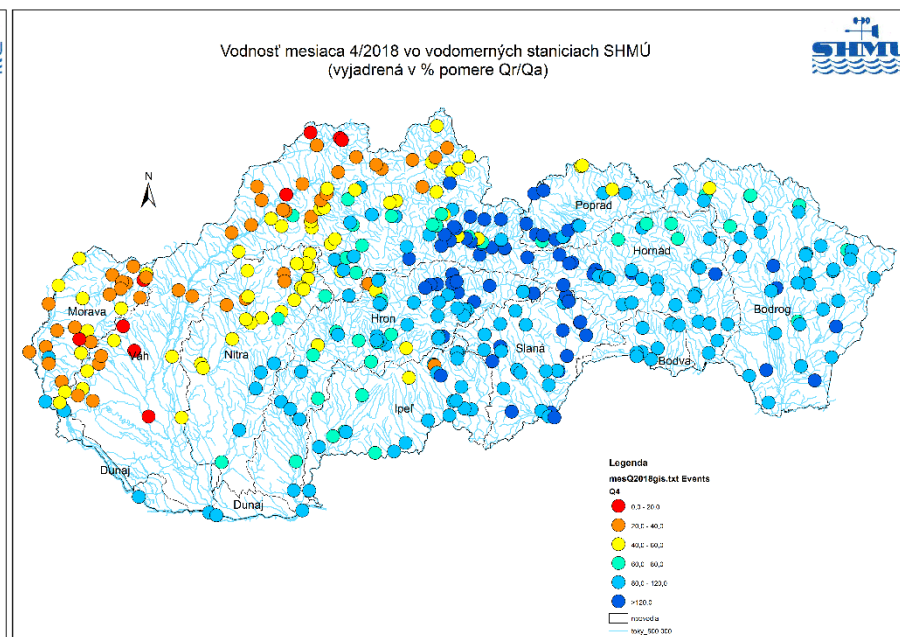 Vodnosť mesiaca 4/2018 vo vodomerných staniciach SHMÚ
(vyjadrená v % pomere Qr/Qa)
SHMÚ
N
Poprad
Hornád
Morava
Bodrog
Hron
Váh
Nitra
Slaná
Bodva
Ipeľ
Dunaj
Dunaj
Legenda
mesQ2018gis.txt Events
Q4
0,0 - 20,0
20,0 - 40,0
40,0 - 60,0
60,0 - 80,0
80,0 - 120,0
>120,0